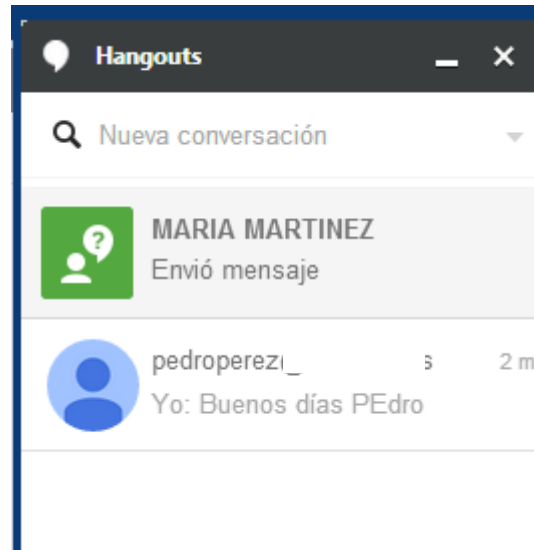 Hangouts
Nueva conversación
MARIA MARTINEZ
Envió mensaje
pedroperez
s 2 m
Yo: Buenos días PEdro